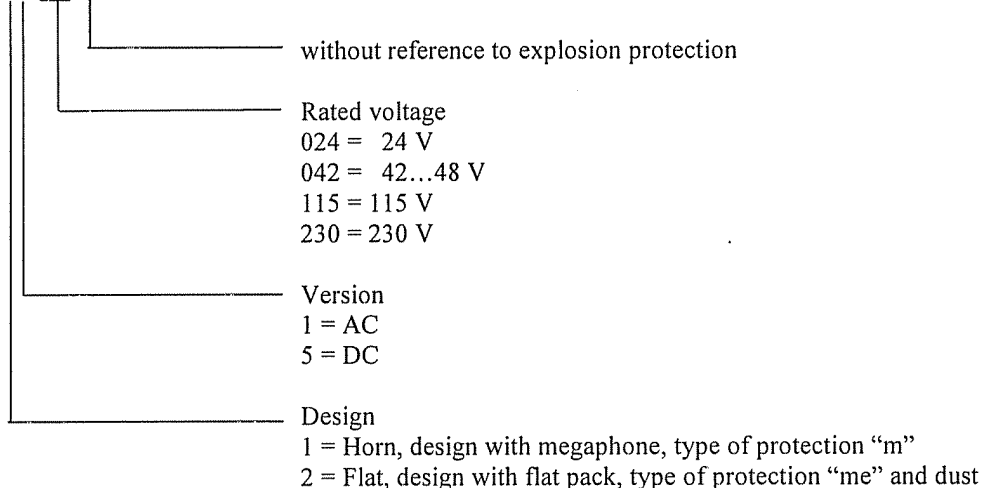 without reference to explosion protection
Rated voltage
024 = 24 V
042 = 42...48 V
115 = 115 V
230 = 230 V
Version
1 = AC
5 = DC
Design
1 = Horn, design with megaphone, type of protection “m”
2 = Flat, design with flat pack, type of protection “me” and dust